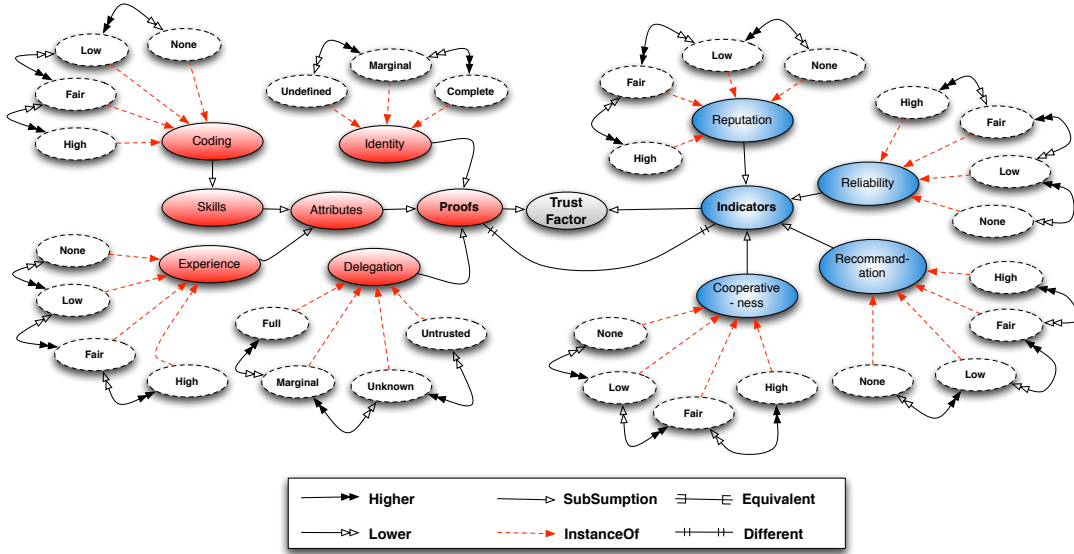 Low
None
Fair
High
Coding
Marginal
Undefined
Complete
Identity
Low
Fair
None
High
Reputation
High
Fair
Low
None
Reliability
Skills
Attributes
Proofs
Trust
Factor
Indicators
None
Low
Fair
High
Experience
Delegation
Full
Marginal
Unknown
Untrusted
Cooperative
- ness
None
Low
Fair
High
Recommand-
ation
High
Fair
Low
None
Higher
SubSumption
Equivalent
Lower
InstanceOf
Different